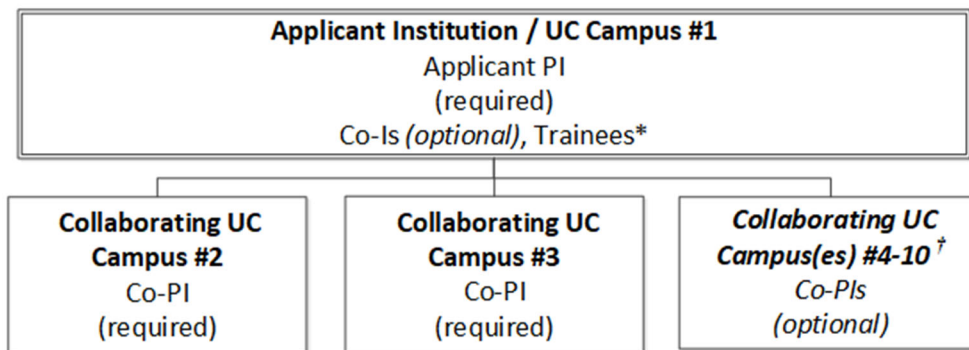 Applicant Institution / UC Campus #1
Applicant PI
(required)
Co-Is (optional), Trainees*
Collaborating UC
Campus #2
Co-PI
(required)
Collaborating UC
Campus #3
Co-PI
(required)
Collaborating UC
Campus(es) #4-10 †
Co-PIs
(optional)